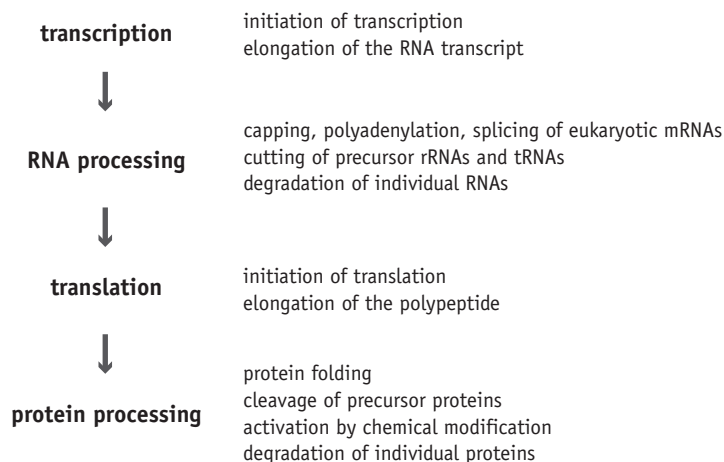 transcription
initiation of transcription
elongation of the RNA transcript
RNA processing
capping, polyadenylation, splicing of eukaryotic mRNAs
cutting of precursor rRNAs and tRNAs
degradation of individual RNAs
translation
initiation of translation
elongation of the polypeptide
protein processing
protein folding
cleavage of precursor proteins
activation by chemical modification
degradation of individual proteins